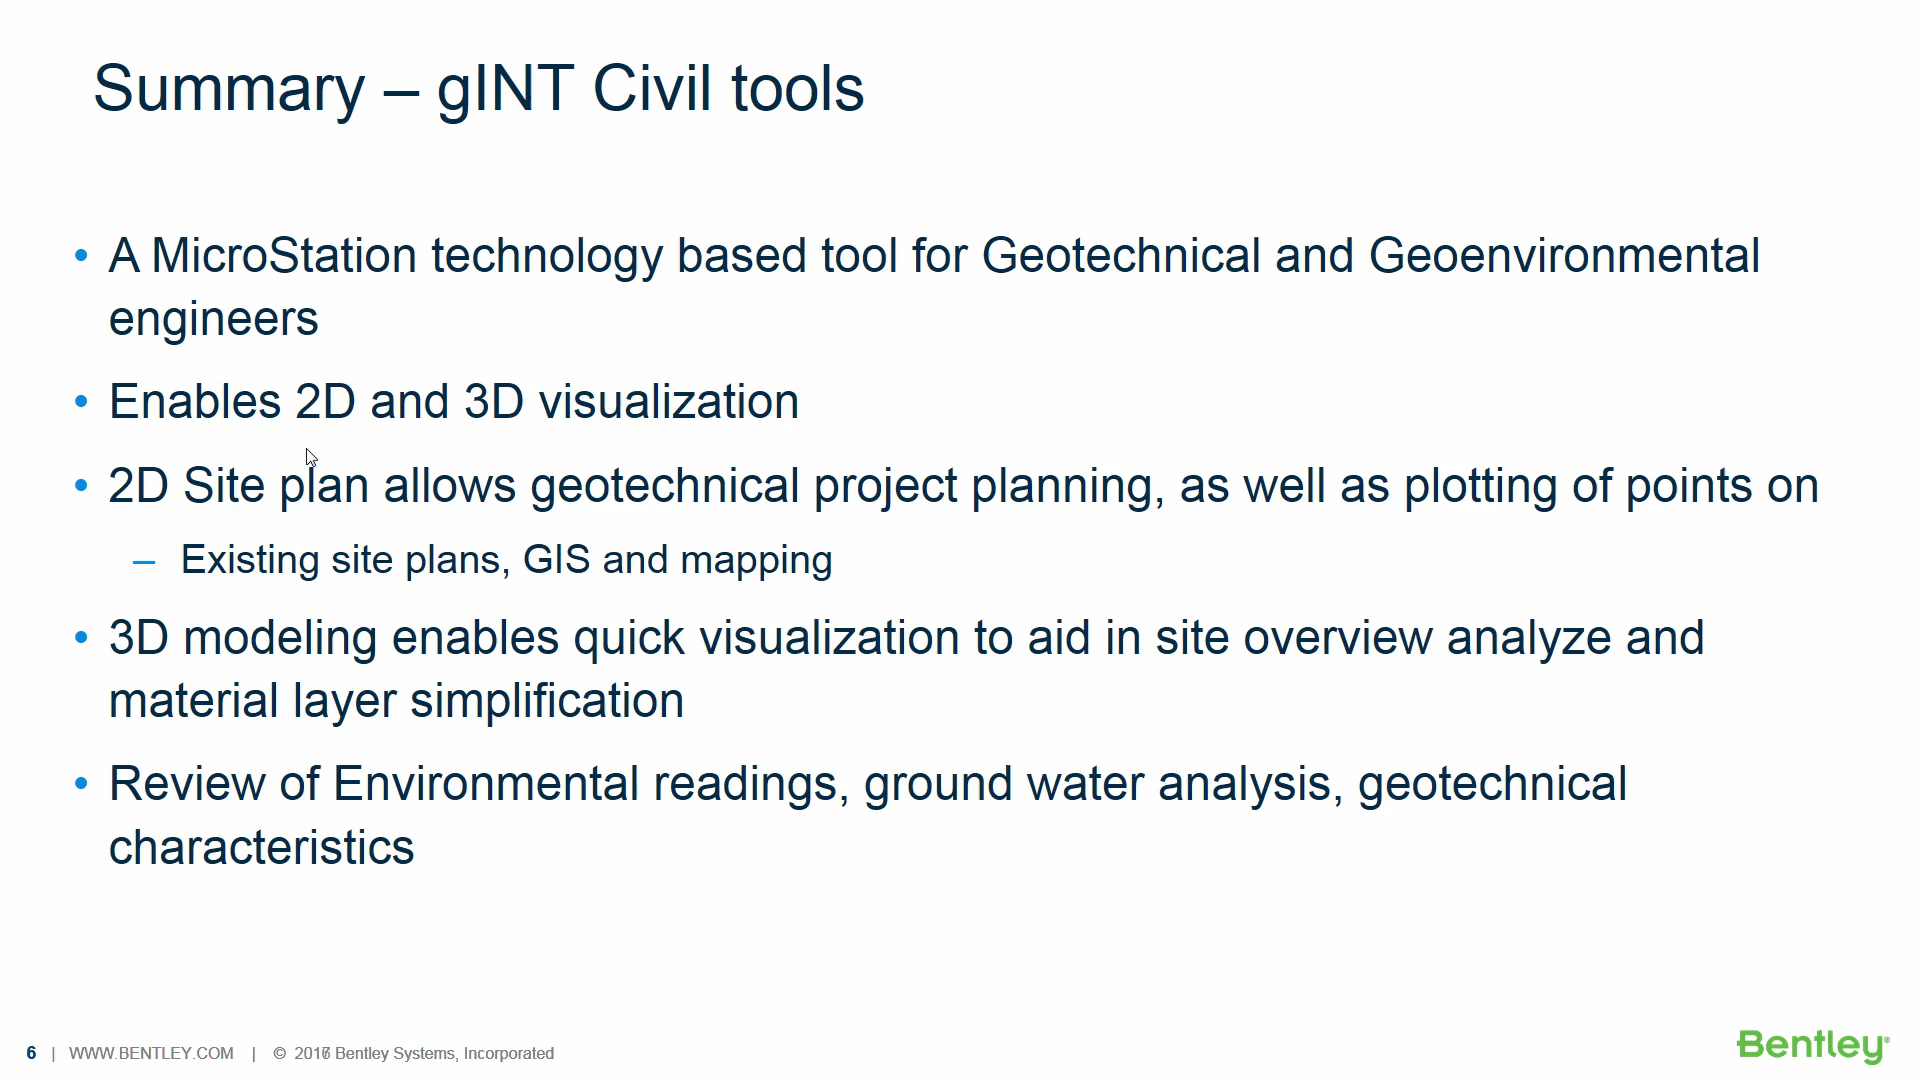 Summary – gINT Civil tools
• A MicroStation technology based tool for Geotechnical and Geoenvironmental
engineers
• Enables 2D and 3D visualization
• 2D Site plan allows geotechnical project planning, as well as plotting of points on
– Existing site plans, GIS and mapping
• 3D modeling enables quick visualization to aid in site overview analyze and
material layer simplification
• Review of Environmental readings, ground water analysis, geotechnical
characteristics
6 | WWW.BENTLEY.COM | © Bentley Systems, Incorporated
Bentley®